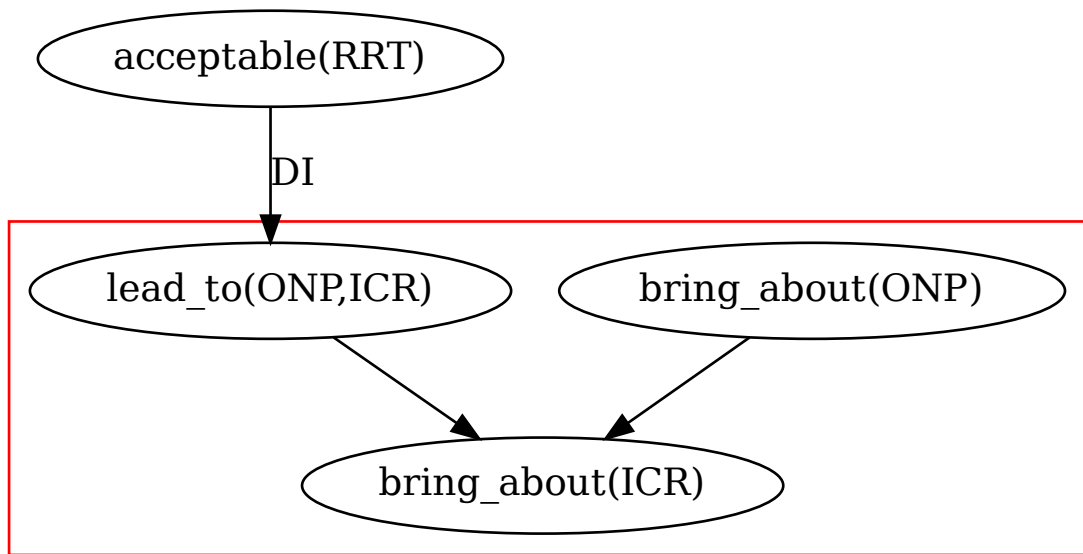 acceptable(RRT)
DI
lead_to(ONP,ICR)
bring_about(ONP)
bring_about(ICR)